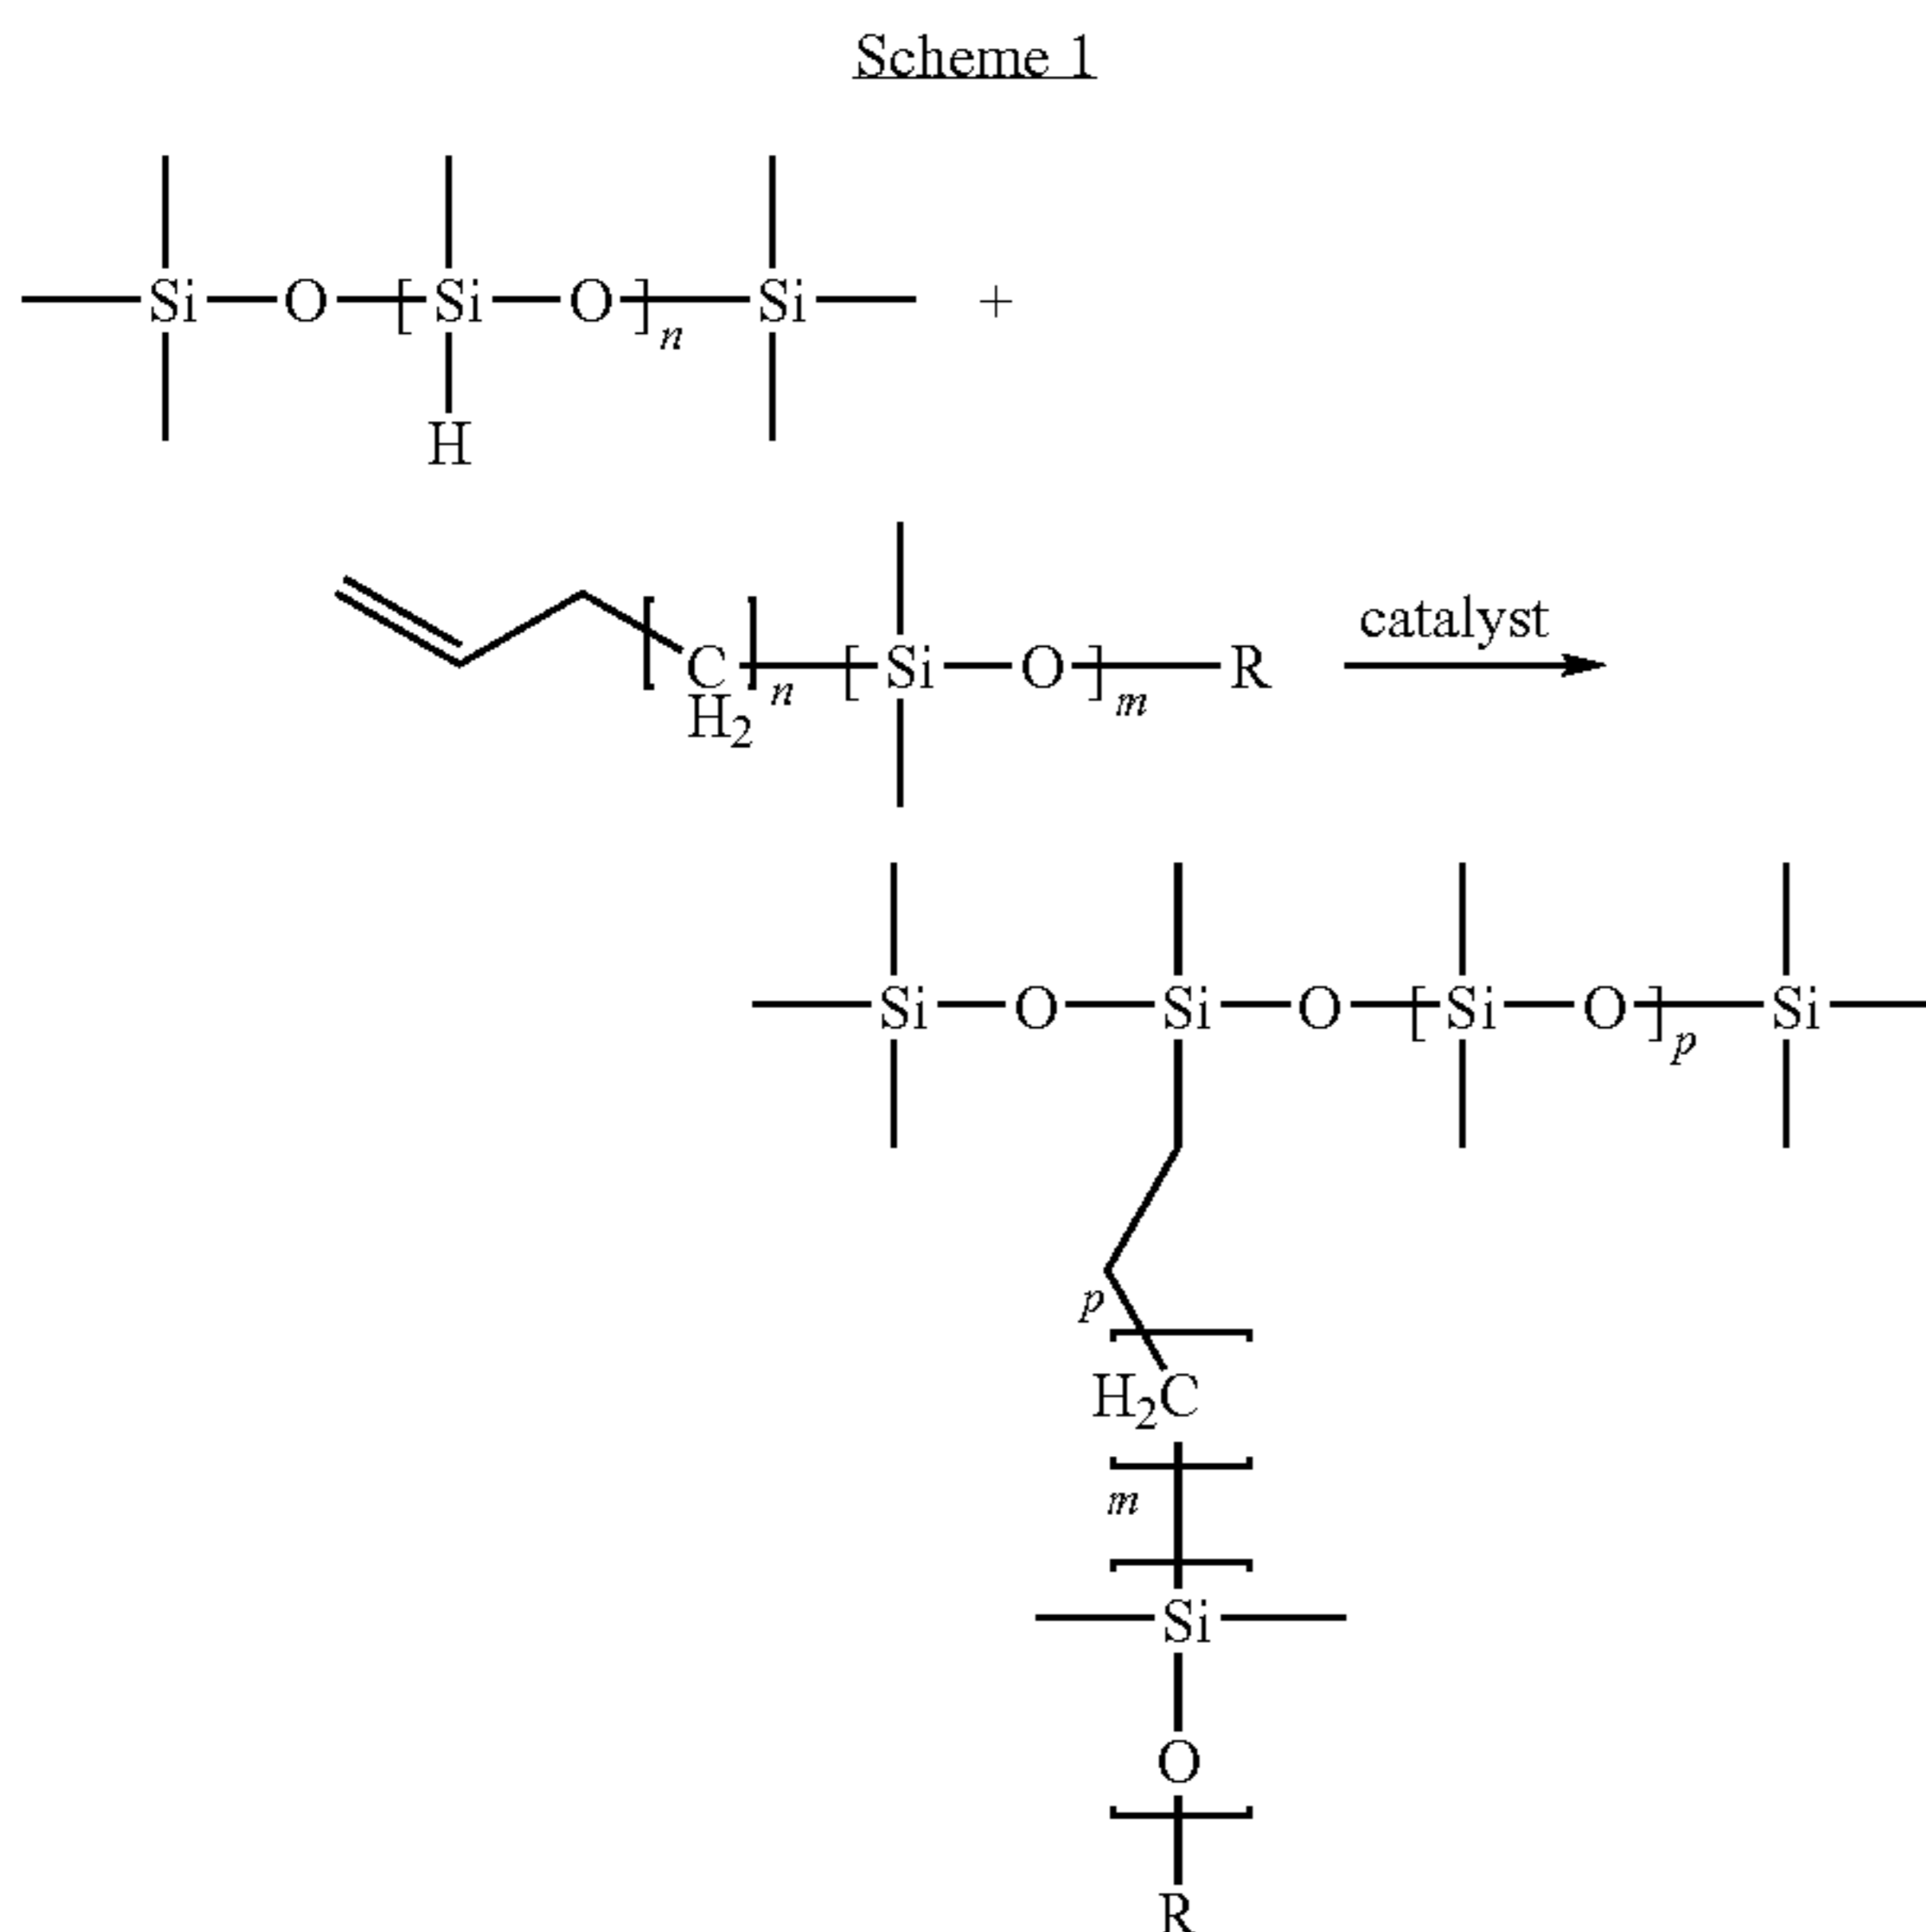 Scheme 1
Si O [ Si O ] n Si +
H
[ C H2 ] n [ Si O ] m R catalyst
Si O Si O [ Si O ] p Si
p
H2C
m
Si
O
R